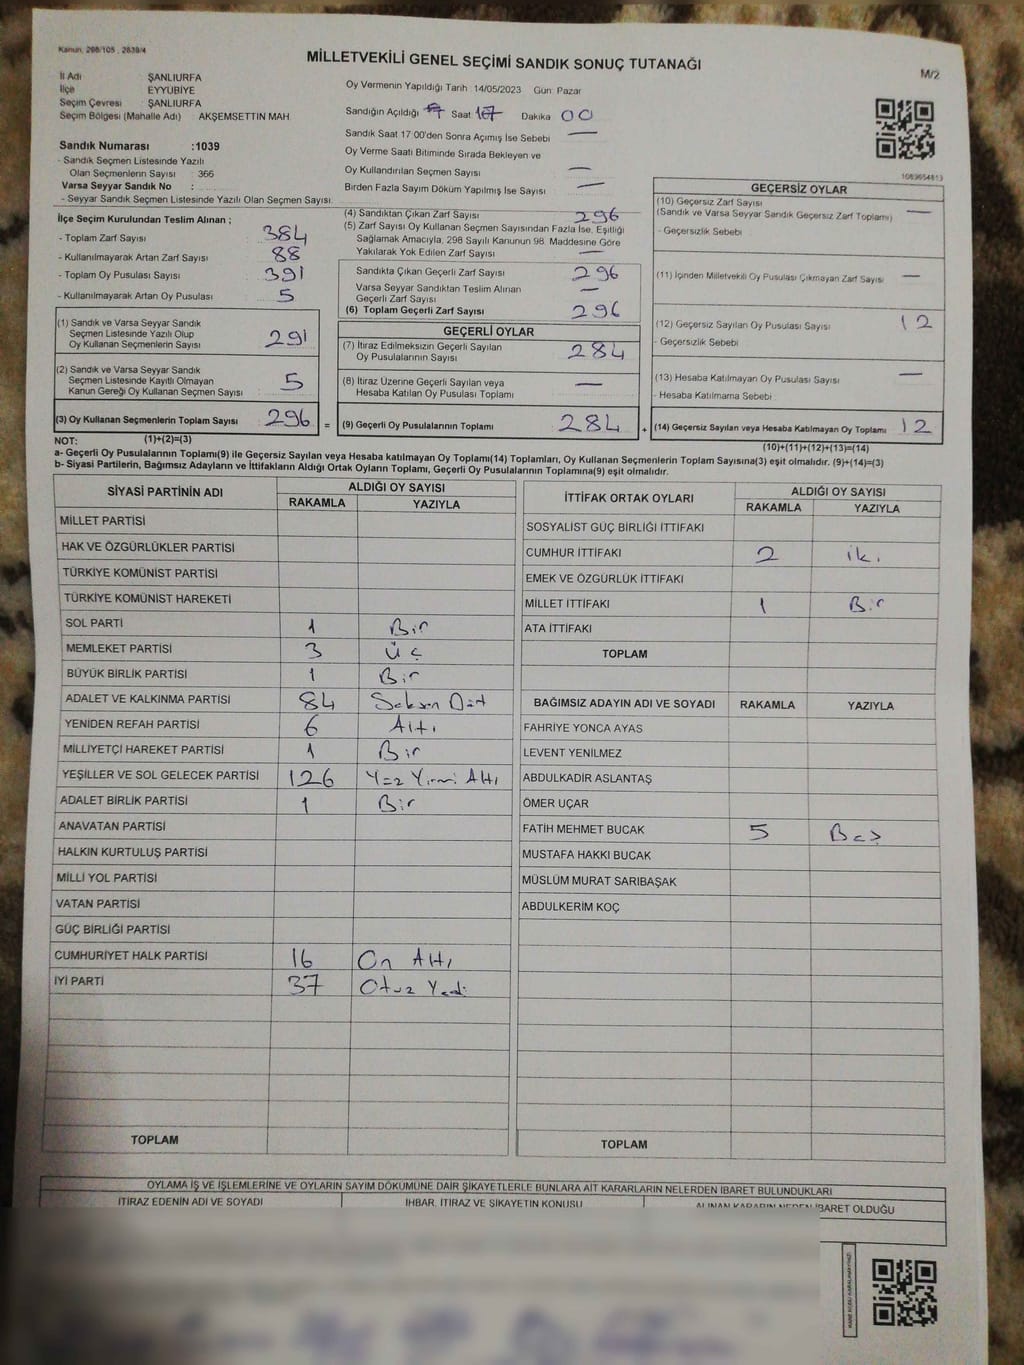 Kanun, 298/105 , 2839/4
MİLLETVEKİLİ GENEL SEÇİMİ SANDIK SONUÇ TUTANAĞI
M/2
İl Adı ŞANLIURFA
İlçe EYYÜBİYE
Seçim Çevresi : ŞANLIURFA
Seçim Bölgesi (Mahalle Adı) : AKŞEMSETTİN MAH.
Oy Vermenin Yapıldığı Tarih :14/05/2023 Gün: Pazar
Sandığın Açıldığı Saat 17 Dakika 00
Sandık Saat 17:00'den Sonra Açılmış İse Sebebi —
Oy Verme Saati Bitiminde Sırada Bekleyen ve
Oy Kullandırılan Seçmen Sayısı —
Birden Fazla Sayım Döküm Yapılmış İse Sayısı —
Sandık Numarası :1039
- Sandık Seçmen Listesinde Yazılı
Olan Seçmenlerin Sayısı : 366
Varsa Seyyar Sandık No :
- Seyyar Sandık Seçmen Listesinde Yazılı Olan Seçmen Sayısı:
İlçe Seçim Kurulundan Teslim Alınan ;
- Toplam Zarf Sayısı : 384
- Kullanılmayarak Artan Zarf Sayısı : 88
- Toplam Oy Pusulası Sayısı : 391
- Kullanılmayarak Artan Oy Pusulası : 5
(1) Sandık ve Varsa Seyyar Sandık
Seçmen Listesinde Yazılı Olup
Oy Kullanan Seçmenlerin Sayısı 291
(2) Sandık ve Varsa Seyyar Sandık
Seçmen Listesinde Kayıtlı Olmayan
Kanun Gereği Oy Kullanan Seçmen Sayısı 5
(3) Oy Kullanan Seçmenlerin Toplam Sayısı 296 =
(1)+(2)=(3)
(4) Sandıktan Çıkan Zarf Sayısı 296
(5) Zarf Sayısı Oy Kullanan Seçmen Sayısından Fazla İse, Eşitliği
Sağlamak Amacıyla, 298 Sayılı Kanunun 98. Maddesine Göre
Yakılarak Yok Edilen Zarf Sayısı —
Sandıkta Çıkan Geçerli Zarf Sayısı 296
Varsa Seyyar Sandıktan Teslim Alınan
Geçerli Zarf Sayısı —
(6) Toplam Geçerli Zarf Sayısı 296
GEÇERLİ OYLAR
(7) İtiraz Edilmeksizin Geçerli Sayılan
Oy Pusulalarının Sayısı 284
(8) İtiraz Üzerine Geçerli Sayılan veya
Hesaba Katılan Oy Pusulası Toplamı —
(9) Geçerli Oy Pusulalarının Toplamı 284 +
1089654813
GEÇERSİZ OYLAR
(10) Geçersiz Zarf Sayısı
(Sandık ve Varsa Seyyar Sandık Geçersiz Zarf Toplamı) —
- Geçersizlik Sebebi
(11) İçinden Milletvekili Oy Pusulası Çıkmayan Zarf Sayısı —
(12) Geçersiz Sayılan Oy Pusulası Sayısı 12
- Geçersizlik Sebebi
(13) Hesaba Katılmayan Oy Pusulası Sayısı —
- Hesaba Katılmama Sebebi
(14) Geçersiz Sayılan veya Hesaba Katılmayan Oy Toplamı 12
(10)+(11)+(12)+(13)=(14)
NOT:
a- Geçerli Oy Pusulalarının Toplamı(9) ile Geçersiz Sayılan veya Hesaba katılmayan Oy Toplamı(14) Toplamları, Oy Kullanan Seçmenlerin Toplam Sayısına(3) eşit olmalıdır. (9)+(14)=(3)
b- Siyasi Partilerin, Bağımsız Adayların ve İttifakların Aldığı Ortak Oyların Toplamı, Geçerli Oy Pusulalarının Toplamına(9) eşit olmalıdır.
SİYASİ PARTİNİN ADI ALDIĞI OY SAYISI
RAKAMLA YAZIYLA
MİLLET PARTİSİ
HAK VE ÖZGÜRLÜKLER PARTİSİ
TÜRKİYE KOMÜNİST PARTİSİ
TÜRKİYE KOMÜNİST HAREKETİ
SOL PARTİ 1 Bir
MEMLEKET PARTİSİ 3 Üç
BÜYÜK BİRLİK PARTİSİ 1 Bir
ADALET VE KALKINMA PARTİSİ 84 Seksen Dört
YENİDEN REFAH PARTİSİ 6 Altı
MİLLİYETÇİ HAREKET PARTİSİ 1 Bir
YEŞİLLER VE SOL GELECEK PARTİSİ 126 Yüz Yirmi Altı
ADALET BİRLİK PARTİSİ 1 Bir
ANAVATAN PARTİSİ
HALKIN KURTULUŞ PARTİSİ
MİLLİ YOL PARTİSİ
VATAN PARTİSİ
GÜÇ BİRLİĞİ PARTİSİ
CUMHURİYET HALK PARTİSİ 16 On Altı
İYİ PARTİ 37 Otuz Yedi
TOPLAM
İTTİFAK ORTAK OYLARI ALDIĞI OY SAYISI
RAKAMLA YAZIYLA
SOSYALİST GÜÇ BİRLİĞİ İTTİFAKI
CUMHUR İTTİFAKI 2 iki
EMEK VE ÖZGÜRLÜK İTTİFAKI
MİLLET İTTİFAKI 1 Bir
ATA İTTİFAKI
TOPLAM
BAĞIMSIZ ADAYIN ADI VE SOYADI RAKAMLA YAZIYLA
FAHRİYE YONCA AYAS
LEVENT YENİLMEZ
ABDULKADİR ASLANTAŞ
ÖMER UÇAR
FATİH MEHMET BUCAK 5 Beş
MUSTAFA HAKKI BUCAK
MÜSLÜM MURAT SARIBAŞAK
ABDULKERİM KOÇ
TOPLAM
OYLAMA İŞ VE İŞLEMLERİNE VE OYLARIN SAYIM DÖKÜMÜNE DAİR ŞİKAYETLERLE BUNLARA AİT KARARLARIN NELERDEN İBARET BULUNDUKLARI
İTİRAZ EDENİN ADI VE SOYADI İHBAR, İTİRAZ VE ŞİKAYETİN KONUSU ALINAN KARARIN NEDEN İBARET OLDUĞU